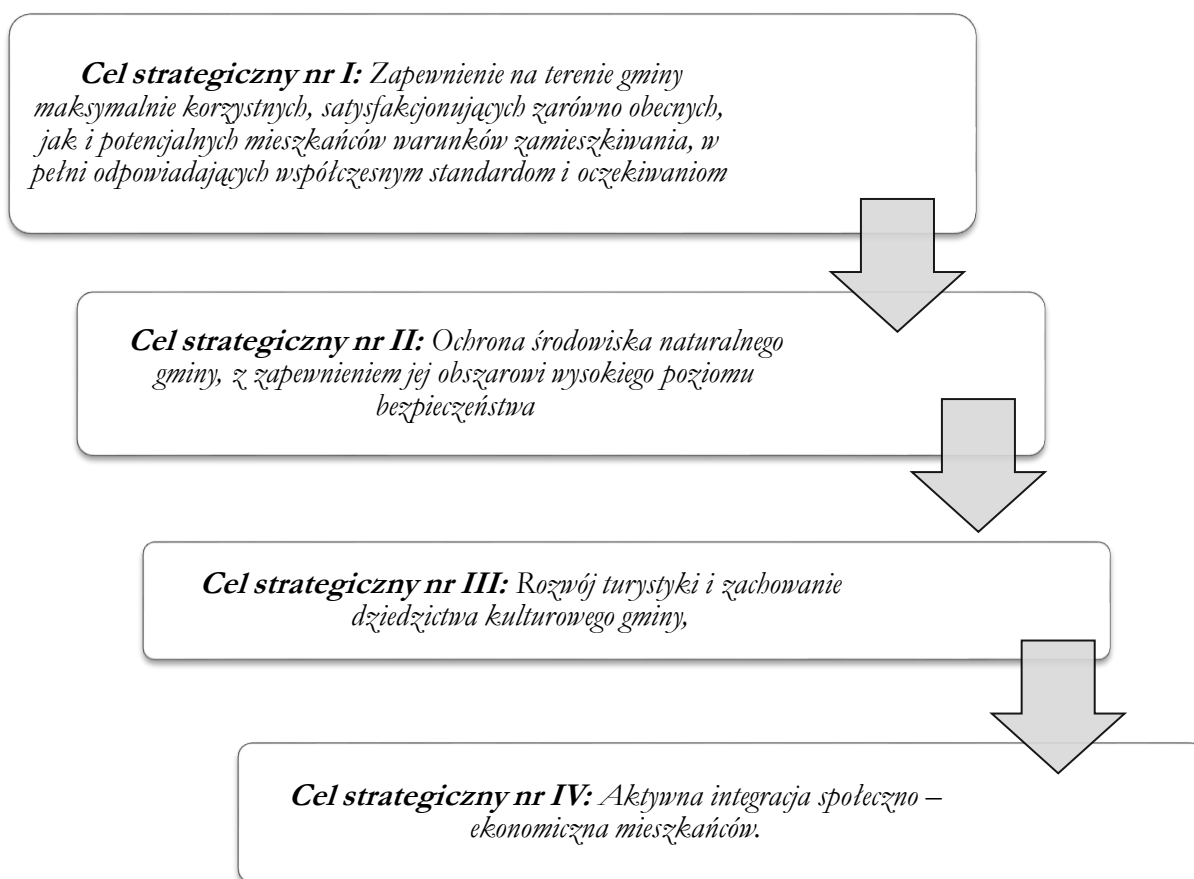 Cel strategiczny nr I: Zapewnienie na terenie gminy
maksymalnie korzystnych, satysfakcjonujących zarówno obecnych,
jak i potencjalnych mieszkańców warunków zamieszkiwania, w
pełni odpowiadających współczesnym standardom i oczekiwaniom
Cel strategiczny nr II: Ochrona środowiska naturalnego
gminy, z zapewnieniem jej obszarowi wysokiego poziomu
bezpieczeństwa
Cel strategiczny nr III: Rozwój turystyki i zachowanie
dziedzictwa kulturowego gminy,
Cel strategiczny nr IV: Aktywna integracja społeczno –
ekonomiczna mieszkańców.